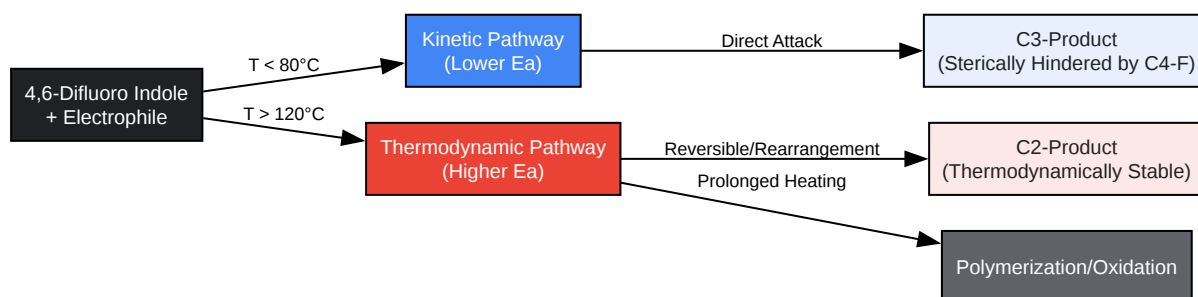 4,6-Difluoro Indole
+ Electrophile
T < 80°C
T > 120°C
Kinetic Pathway
(Lower Ea)
Thermodynamic Pathway
(Higher Ea)
Direct Attack
Reversible/Rearrangement
Prolonged Heating
C3-Product
(Sterically Hindered by C4-F)
C2-Product
(Thermodynamically Stable)
Polymerization/Oxidation